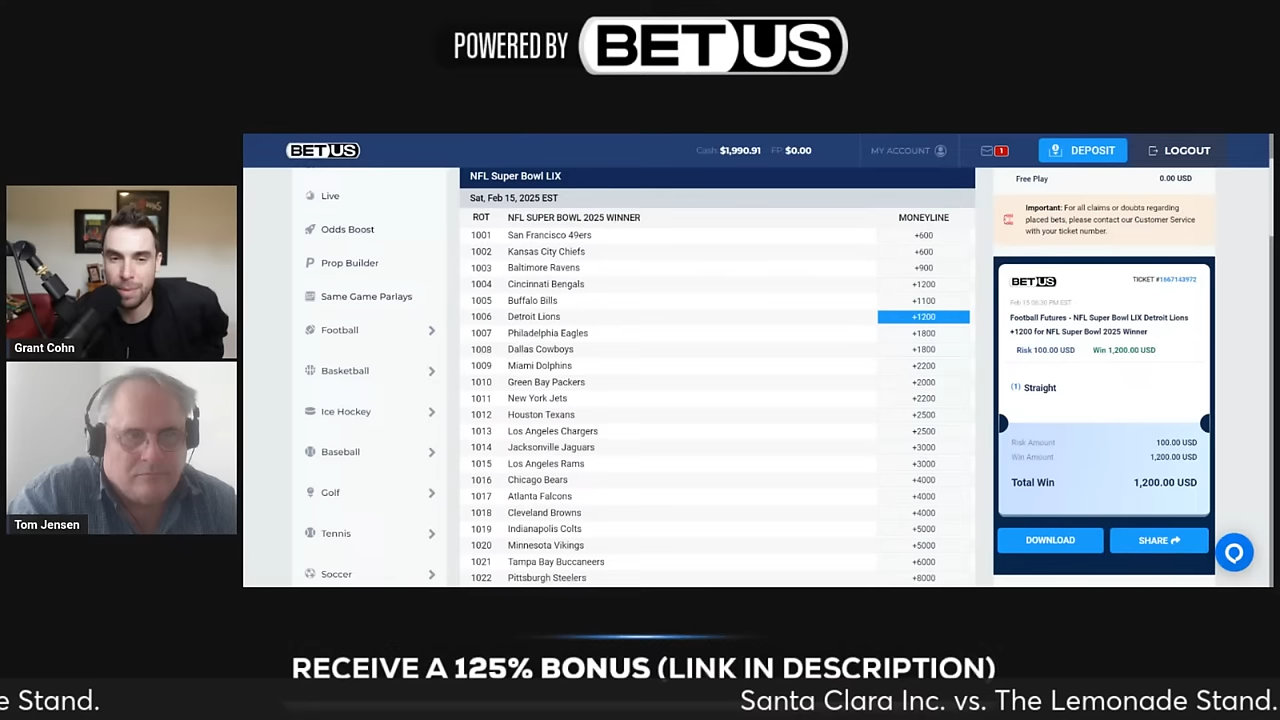 POWERED BY BETUS
BETUS
Cash: $1,990.91 FP: $0.00
MY ACCOUNT
1
DEPOSIT
LOGOUT
Live
Odds Boost
Prop Builder
Same Game Parlays
Football
Basketball
Ice Hockey
Baseball
Golf
Tennis
Soccer
NFL Super Bowl LIX
Sat, Feb 15, 2025 EST
ROT NFL SUPER BOWL 2025 WINNER MONEYLINE
1001 San Francisco 49ers +600
1002 Kansas City Chiefs +600
1003 Baltimore Ravens +900
1004 Cincinnati Bengals +1200
1005 Buffalo Bills +1100
1006 Detroit Lions +1200
1007 Philadelphia Eagles +1800
1008 Dallas Cowboys +1800
1009 Miami Dolphins +2200
1010 Green Bay Packers +2000
1011 New York Jets +2200
1012 Houston Texans +2500
1013 Los Angeles Chargers +2500
1014 Jacksonville Jaguars +3000
1015 Los Angeles Rams +3000
1016 Chicago Bears +4000
1017 Atlanta Falcons +4000
1018 Cleveland Browns +4000
1019 Indianapolis Colts +5000
1020 Minnesota Vikings +5000
1021 Tampa Bay Buccaneers +6000
1022 Pittsburgh Steelers +8000
Free Play 0.00 USD
Important: For all claims or doubts regarding
placed bets, please contact our Customer Service
with your ticket number.
BETUS TICKET #1667143972
Feb 15 06:30 PM EST
Football Futures - NFL Super Bowl LIX Detroit Lions
+1200 for NFL Super Bowl 2025 Winner
Risk 100.00 USD Win 1,200.00 USD
(1) Straight
Risk Amount 100.00 USD
Win Amount 1,200.00 USD
Total Win 1,200.00 USD
DOWNLOAD
SHARE
Grant Cohn
Tom Jensen
RECEIVE A 125% BONUS (LINK IN DESCRIPTION)
e Stand. Santa Clara Inc. vs. The Lemonade Stand.